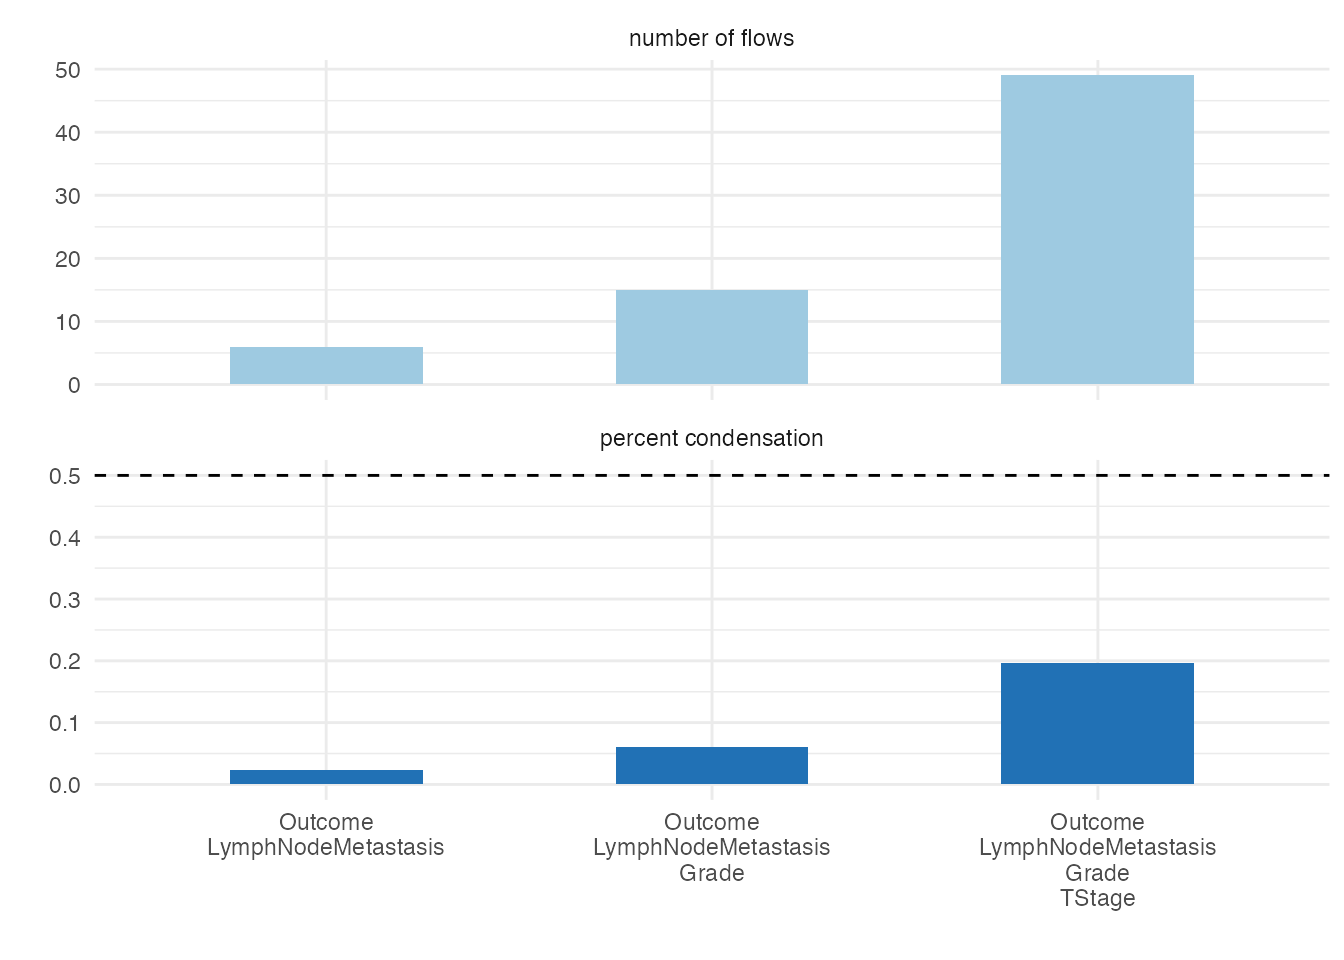 number of flows
50
40
30
20
10
0
percent condensation
0.5
0.4
0.3
0.2
0.1
0.0
Outcome
LymphNodeMetastasis
Outcome
LymphNodeMetastasis
Grade
Outcome
LymphNodeMetastasis
Grade
TStage